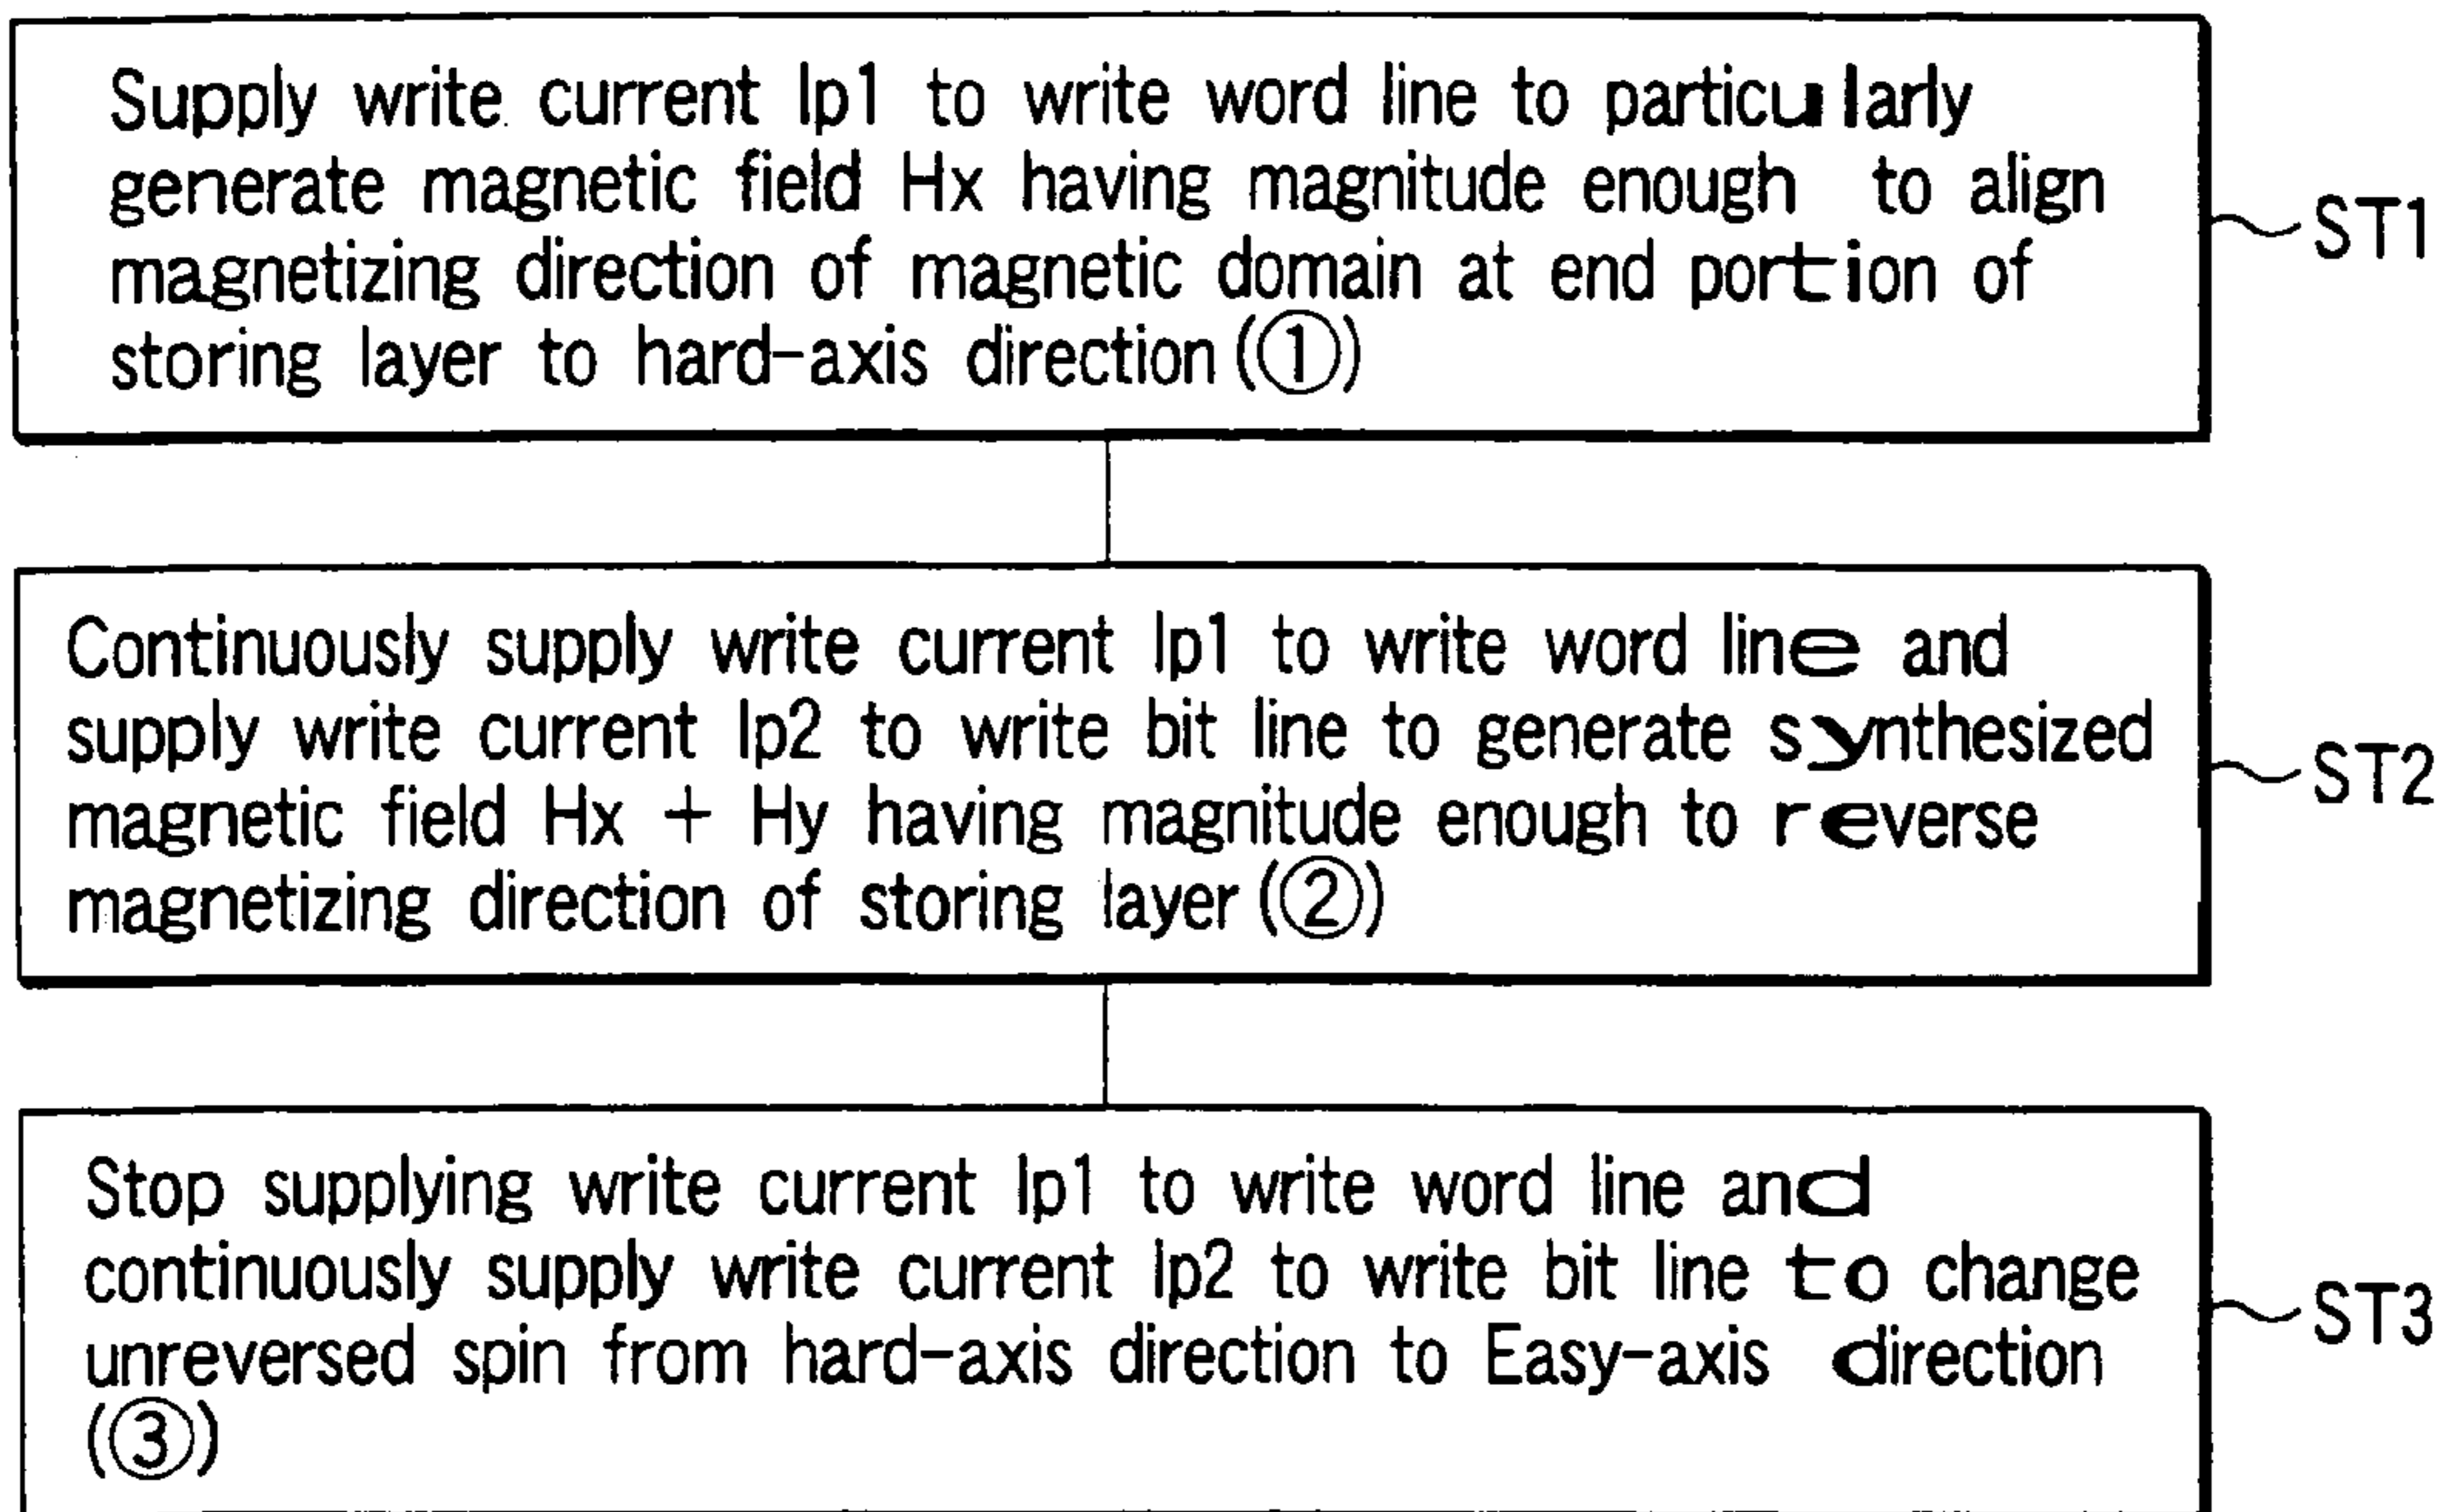 Supply write current Ip1 to write word line to particularly
generate magnetic field Hx having magnitude enough to align
magnetizing direction of magnetic domain at end portion of
storing layer to hard-axis direction (①)
ST1
Continuously supply write current Ip1 to write word line and
supply write current Ip2 to write bit line to generate synthesized
magnetic field Hx + Hy having magnitude enough to reverse
magnetizing direction of storing layer (②)
ST2
Stop supplying write current Ip1 to write word line and
continuously supply write current Ip2 to write bit line to change
unreversed spin from hard-axis direction to Easy-axis direction
(③)
ST3